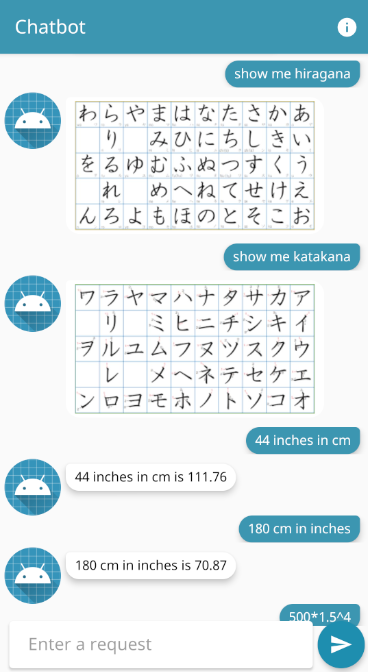 Chatbot
show me hiragana
わ ら や ま は な た さ か あ
り み ひ に ち し き い
を る ゆ む ふ ぬ つ す く う
れ め へ ね て せ け え
ん ろ よ も ほ の と そ こ お
show me katakana
ワ ラ ヤ マ ハ ナ タ サ カ ア
リ ミ ヒ ニ チ シ キ イ
ヲ ル ユ ム フ ヌ ツ ス ク ウ
レ メ ヘ ネ テ セ ケ エ
ン ロ ヨ モ ホ ノ ト ソ コ オ
44 inches in cm
44 inches in cm is 111.76
180 cm in inches
180 cm in inches is 70.87
500*1.5^4
Enter a request